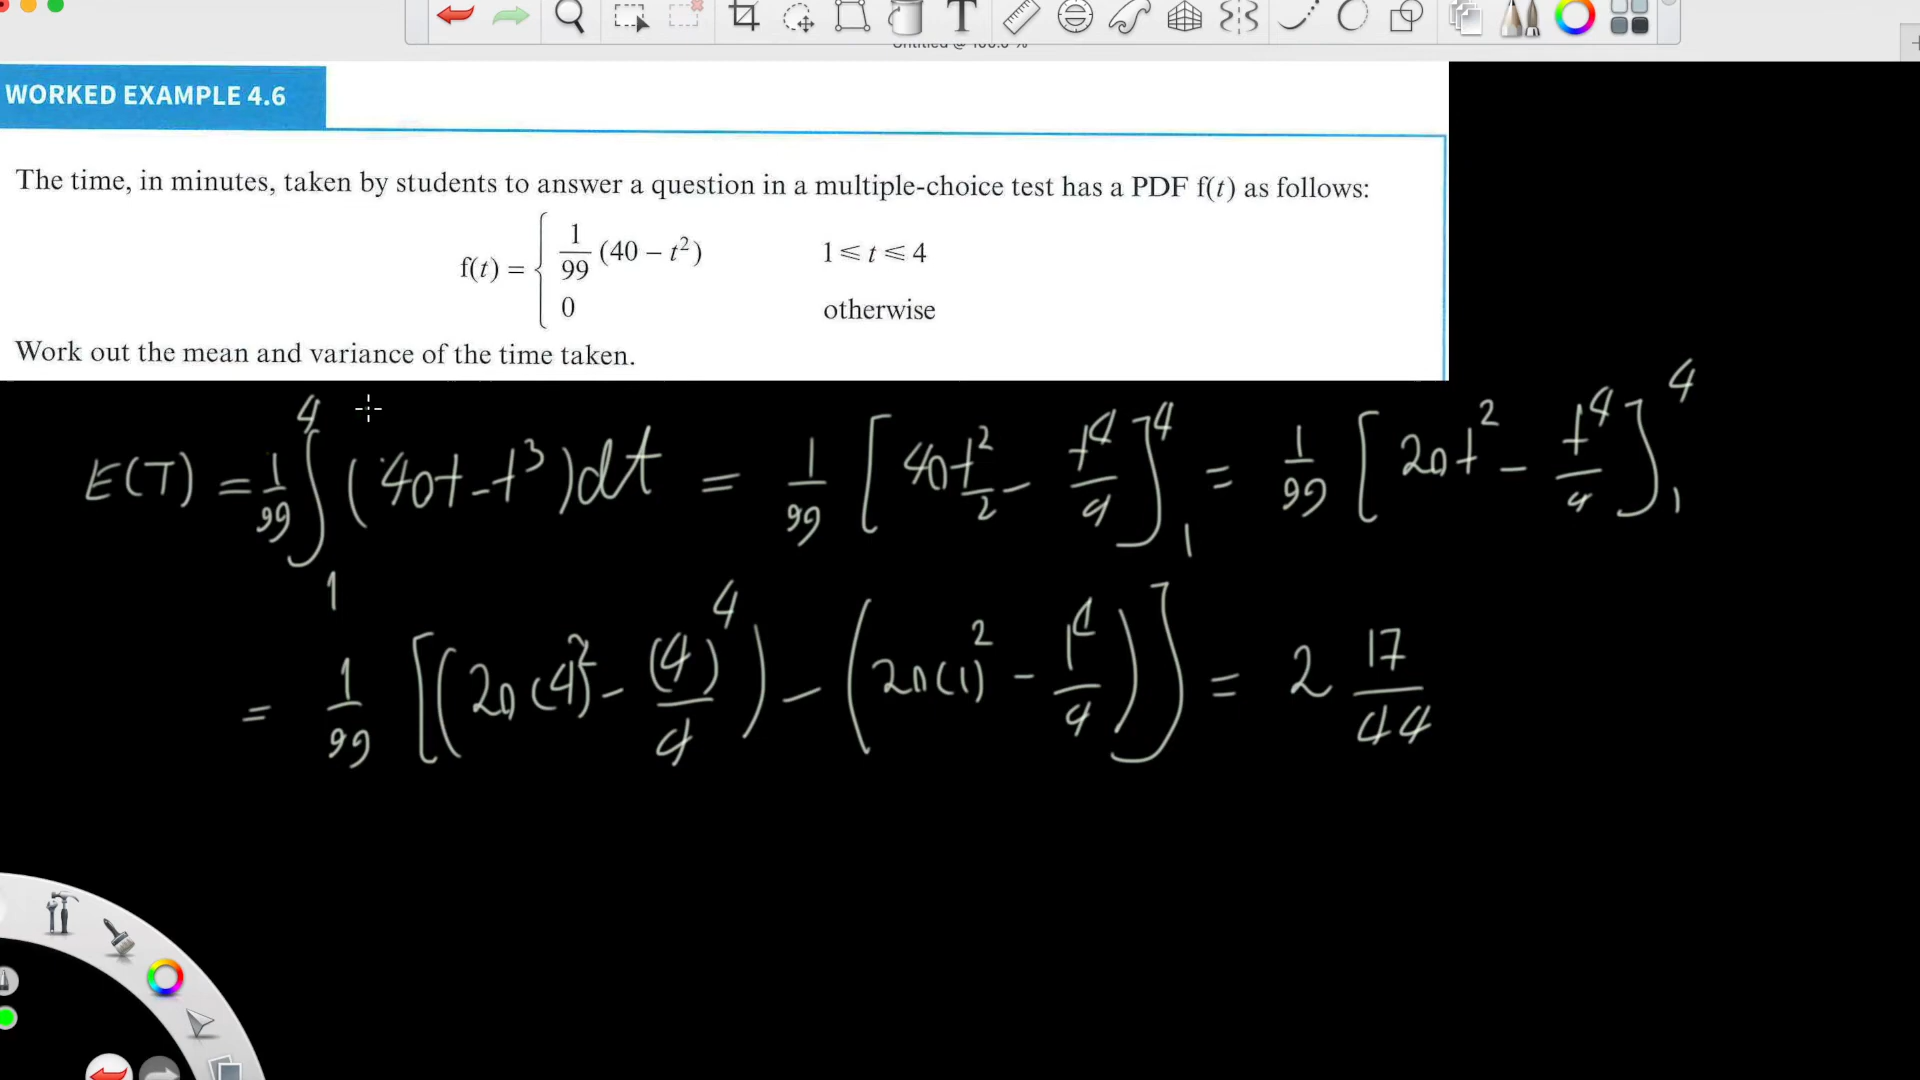 WORKED EXAMPLE 4.6
The time, in minutes, taken by students to answer a question in a multiple-choice test has a PDF f(t) as follows:
f(t) = { 1/99 (40 – t²)   1 ⩽ t ⩽ 4
0   otherwise
Work out the mean and variance of the time taken.
E(T) = 1/99 ∫₁⁴ (40t - t³)dt = 1/99 [40t²/2 - t⁴/4]₁⁴ = 1/99 [20t² - t⁴/4]₁⁴
= 1/99 [(20(4)² - (4)⁴/4) - (20(1)² - 1⁴/4)] = 2 17/44